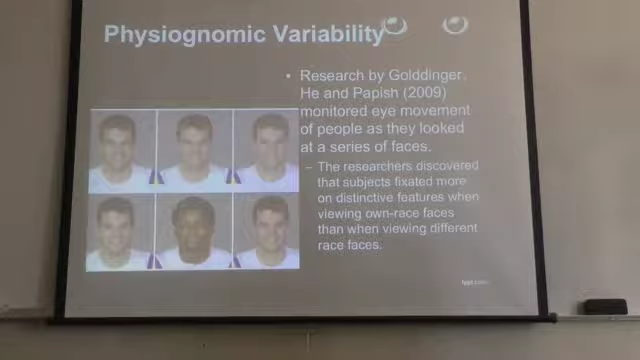 Physiognomic Variability
• Research by Golddinger,
He and Papish (2009)
monitored eye movement
of people as they looked
at a series of faces.
– The researchers discovered
that subjects fixated more
on distinctive features when
viewing own-race faces
than when viewing different
race faces.